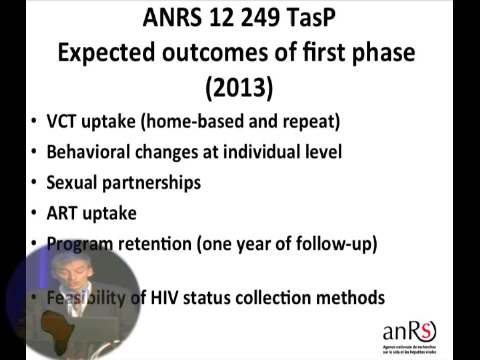 ANRS 12 249 TasP
Expected outcomes of first phase
(2013)
• VCT uptake (home-based and repeat)
• Behavioral changes at individual level
• Sexual partnerships
• ART uptake
• Program retention (one year of follow-up)
• Feasibility of HIV status collection methods
anRS
Agence nationale de recherches
sur le sida et les hépatites virales